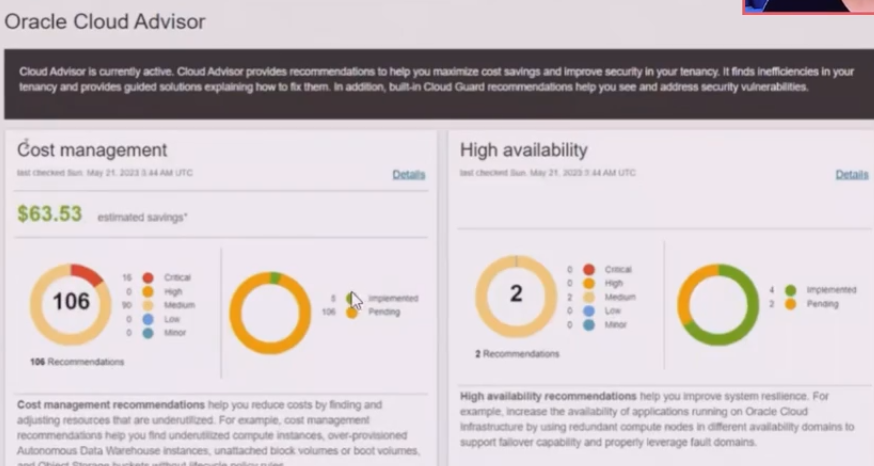 Oracle Cloud Advisor
Cloud Advisor is currently active. Cloud Advisor provides recommendations to help you maximize cost savings and improve security in your tenancy. It finds inefficiencies in your
tenancy and provides guided solutions explaining how to fix them. In addition, built-in Cloud Guard recommendations help you see and address security vulnerabilities.
Cost management
last checked Sun, May 21, 2023 3:44 AM UTC
Details
$63.53 estimated savings*
106
16 Critical
0 High
90 Medium
0 Low
0 Minor
106 Recommendations
Implemented
106 Pending
Cost management recommendations help you reduce costs by finding and
adjusting resources that are underutilized. For example, cost management
recommendations help you find underutilized compute instances, over-provisioned
Autonomous Data Warehouse instances, unattached block volumes or boot volumes,
and Object Storage buckets without lifecycle policy rules.
High availability
last checked Sun, May 21, 2023 3:44 AM UTC
Details
2
0 Critical
0 High
2 Medium
0 Low
0 Minor
2 Recommendations
4 Implemented
2 Pending
High availability recommendations help you improve system resilience. For
example, increase the availability of applications running on Oracle Cloud
Infrastructure by using redundant compute nodes in different availability domains to
support failover capability and properly leverage fault domains.